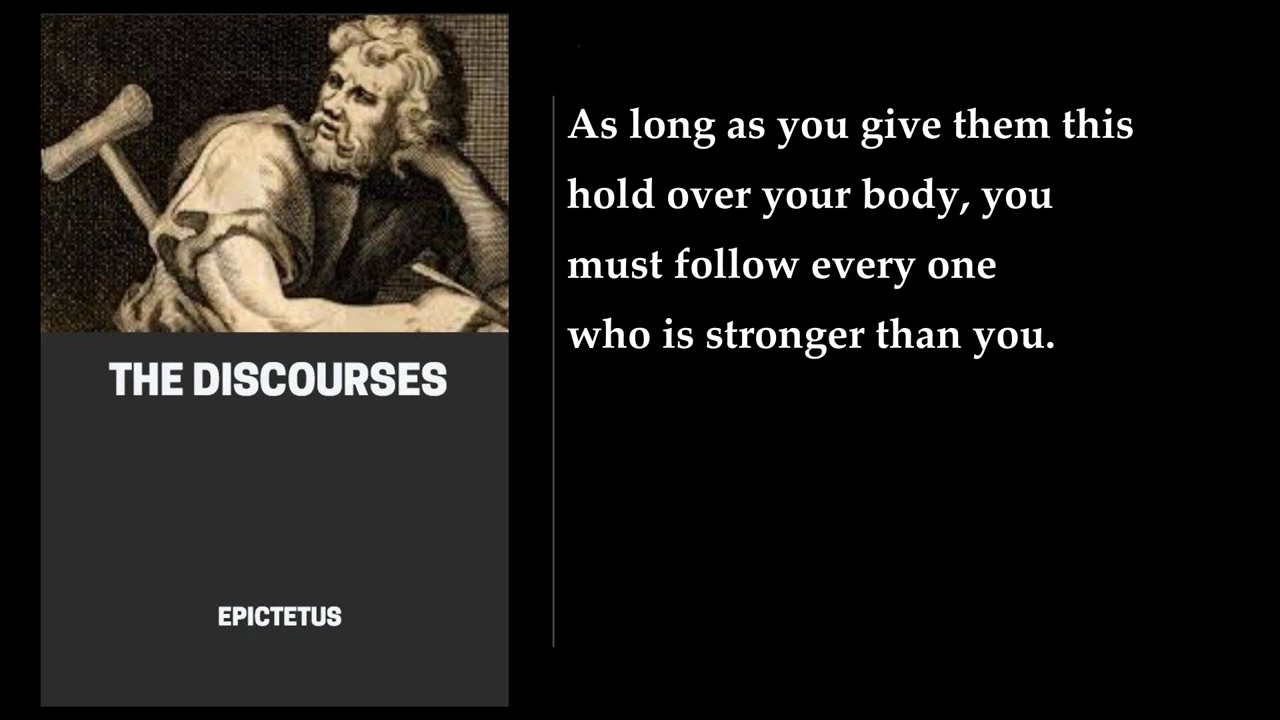 THE DISCOURSES
EPICTETUS
As long as you give them this
hold over your body, you
must follow every one
who is stronger than you.